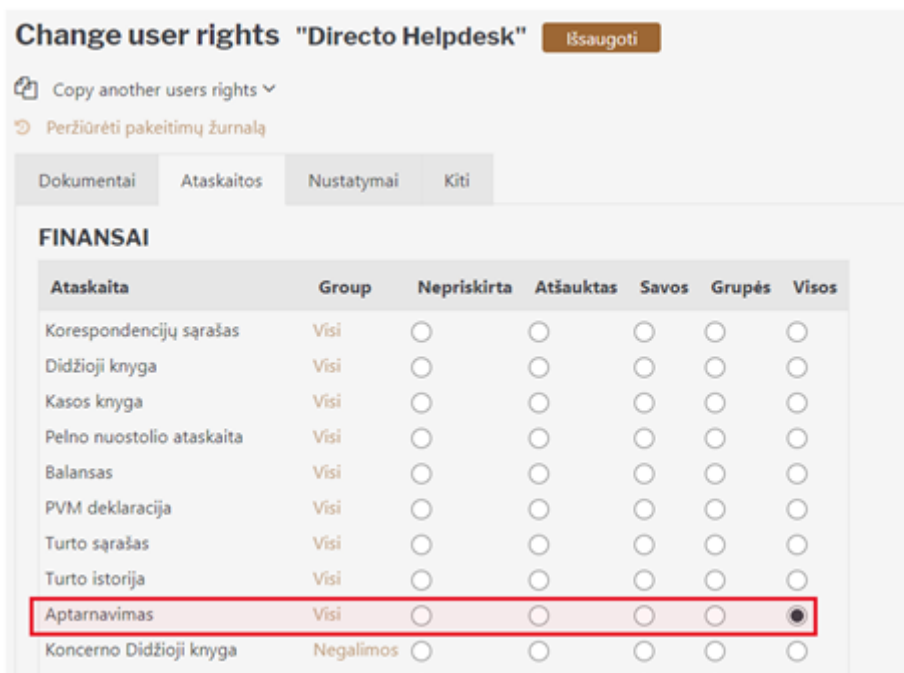 Change user rights "Directo Helpdesk" Išsaugoti
Copy another users rights
Peržiūrėti pakeitimų žurnalą
Dokumentai Ataskaitos Nustatymai Kiti
FINANSAI
Ataskaita Group Nepriskirta Atšauktas Savos Grupės Visos
Korespondencijų sąrašas Visi
Didžioji knyga Visi
Kasos knyga Visi
Pelno nuostolio ataskaita Visi
Balansas Visi
PVM deklaracija Visi
Turto sąrašas Visi
Turto istorija Visi
Aptarnavimas Visi
Koncerno Didžioji knyga Negalimos